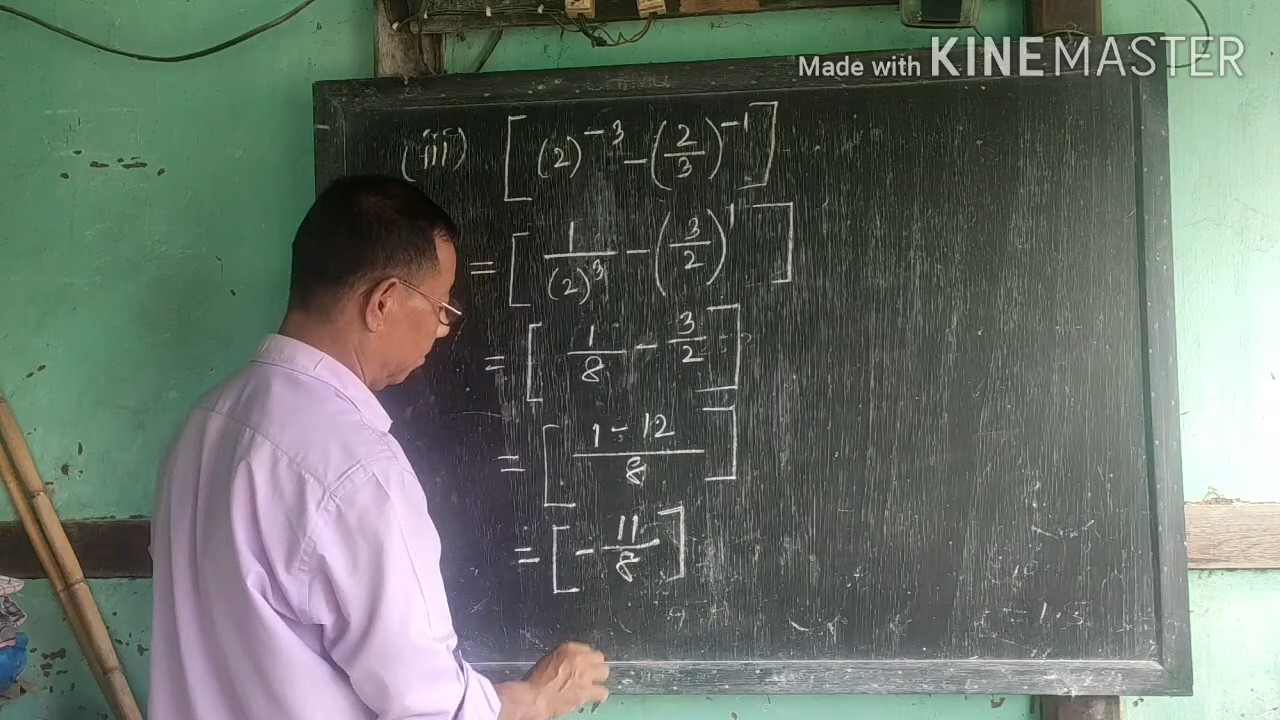 Made with KINEMASTER
(iii) [ (2)^{-3} - (2/3)^{-1} ]
= [ 1/(2)^3 - (3/2)^1 ]
= [ 1/8 - 3/2 ]
= [ (1 - 12)/8 ]
= [ - 11/8 ]